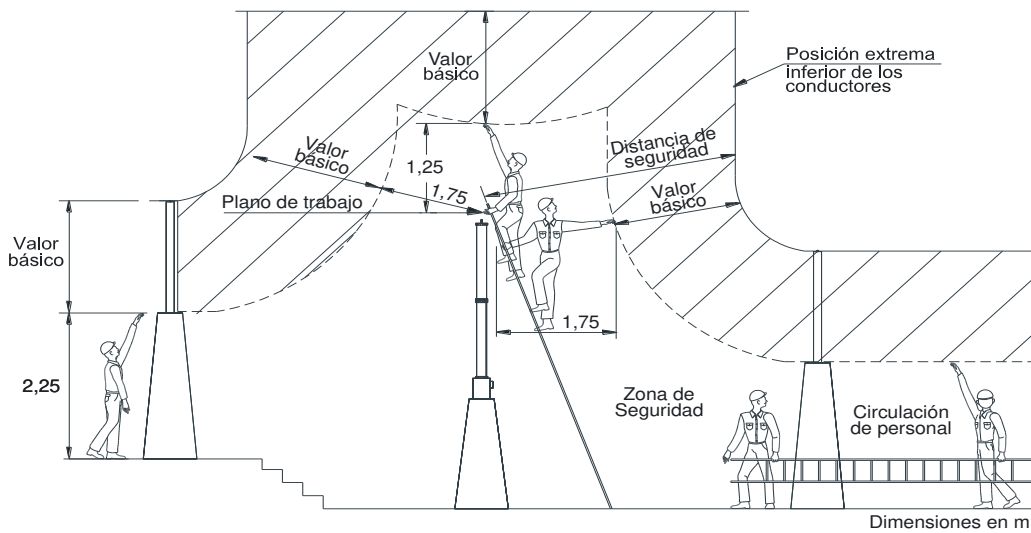 Valor
básico
Posición extrema
inferior de los
conductores
Distancia de
seguridad
Valor
básico
1,25
1,75
Valor
básico
Plano de trabajo
Valor
básico
1,75
2,25
Zona de
Seguridad
Circulación
de personal
Dimensiones en m